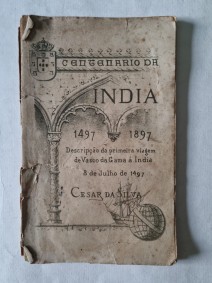 CENTENARIO DA
INDIA
1497 1897
Descripção da primeira viagem
de Vasco da Gama á India
8 de Julho de 1497
CESAR DA SILVA